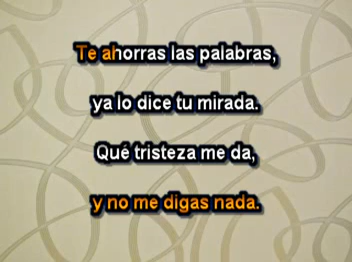 Te ahorras las palabras,
ya lo dice tu mirada.
Qué tristeza me da,
y no me digas nada.